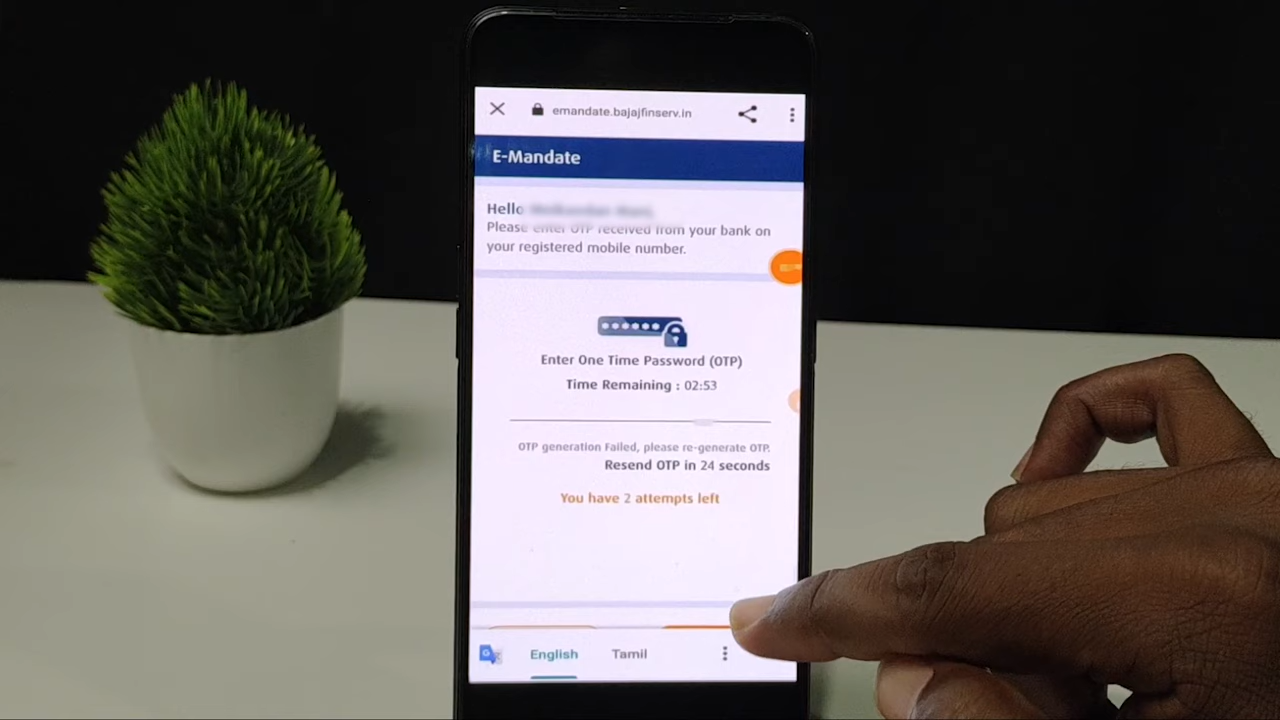 emandate.bajajfinserv.in
E-Mandate
Hello
Please enter OTP received from your bank on
your registered mobile number.
Enter One Time Password (OTP)
Time Remaining : 02:53
OTP generation Failed, please re-generate OTP.
Resend OTP in 24 seconds
You have 2 attempts left
English Tamil